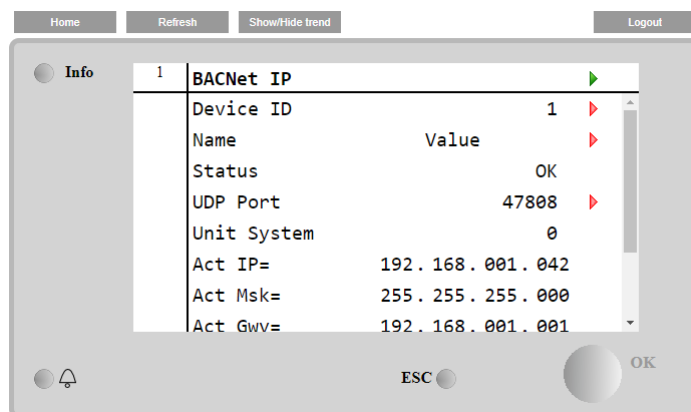 Home Refresh Show/Hide trend Logout
Info 1 BACNet IP
Device ID 1
Name Value
Status OK
UDP Port 47808
Unit System 0
Act IP= 192.168.001.042
Act Msk= 255.255.255.000
Act Gwy= 192.168.001.001
ESC OK